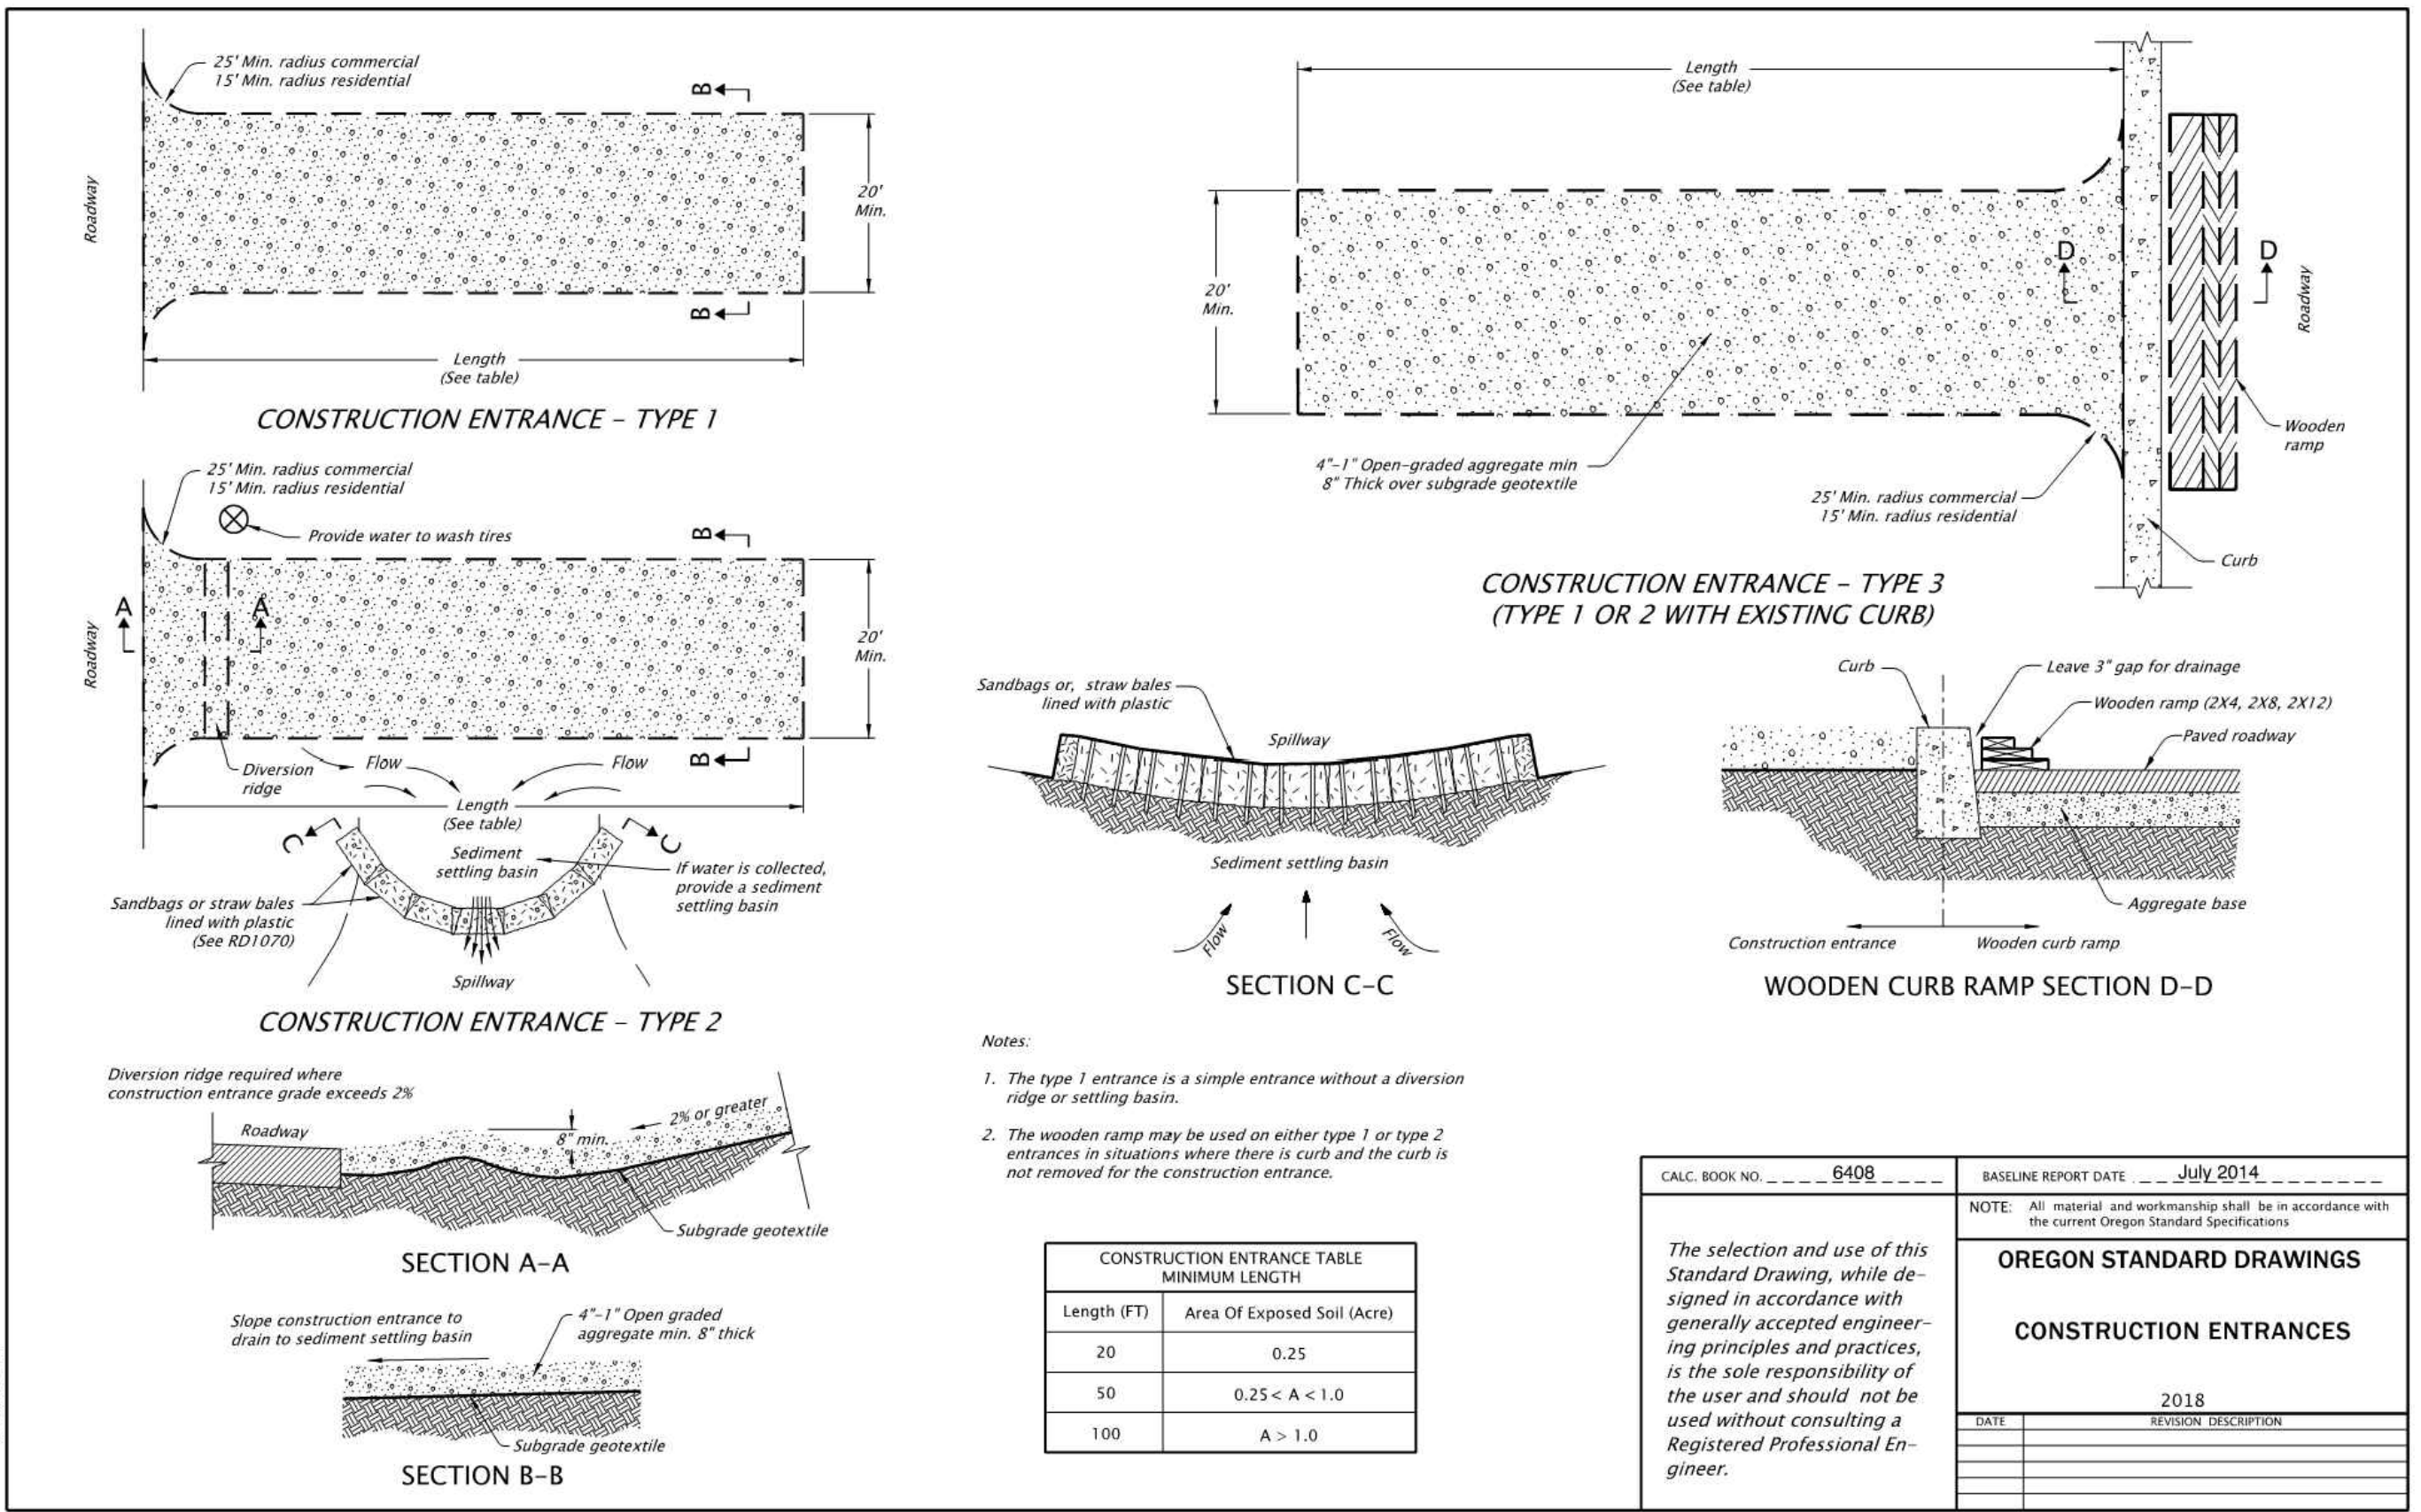 25' Min. radius commercial
15' Min. radius residential
B
Roadway
20'
Min.
B
Length
(See table)
CONSTRUCTION ENTRANCE – TYPE 1
25' Min. radius commercial
15' Min. radius residential
Provide water to wash tires
B
A
A
Roadway
20'
Min.
Diversion
ridge
Flow
Flow
B
Length
(See table)
C
C
Sediment
settling basin
If water is collected,
provide a sediment
settling basin
Sandbags or straw bales
lined with plastic
(See RD1070)
Spillway
CONSTRUCTION ENTRANCE – TYPE 2
Diversion ridge required where
construction entrance grade exceeds 2%
Roadway
8" min.
2% or greater
Subgrade geotextile
SECTION A–A
Slope construction entrance to
drain to sediment settling basin
4"–1" Open graded
aggregate min. 8" thick
Subgrade geotextile
SECTION B–B
Length
(See table)
20'
Min.
D
D
Roadway
Wooden
ramp
4"–1" Open–graded aggregate min
8" Thick over subgrade geotextile
25' Min. radius commercial
15' Min. radius residential
Curb
CONSTRUCTION ENTRANCE – TYPE 3
(TYPE 1 OR 2 WITH EXISTING CURB)
Sandbags or, straw bales
lined with plastic
Spillway
Sediment settling basin
Flow
Flow
SECTION C–C
Curb
Leave 3" gap for drainage
Wooden ramp (2X4, 2X8, 2X12)
Paved roadway
Aggregate base
Construction entrance
Wooden curb ramp
WOODEN CURB RAMP SECTION D–D
Notes:
1. The type 1 entrance is a simple entrance without a diversion
ridge or settling basin.
2. The wooden ramp may be used on either type 1 or type 2
entrances in situations where there is curb and the curb is
not removed for the construction entrance.
CONSTRUCTION ENTRANCE TABLE
MINIMUM LENGTH
Length (FT) Area Of Exposed Soil (Acre)
20 0.25
50 0.25 < A < 1.0
100 A > 1.0
CALC. BOOK NO. 6408
BASELINE REPORT DATE July 2014
NOTE: All material and workmanship shall be in accordance with
the current Oregon Standard Specifications
The selection and use of this
Standard Drawing, while de–
signed in accordance with
generally accepted engineer–
ing principles and practices,
is the sole responsibility of
the user and should not be
used without consulting a
Registered Professional En–
gineer.
OREGON STANDARD DRAWINGS
CONSTRUCTION ENTRANCES
2018
DATE REVISION DESCRIPTION